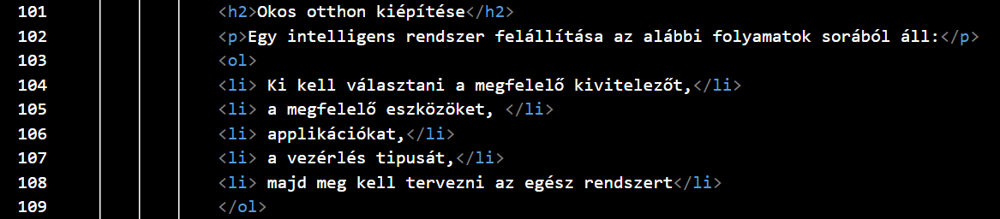 101 <h2>Okos otthon kiépítése</h2>
102 <p>Egy intelligens rendszer felállítása az alábbi folyamatok sorából áll:</p>
103 <ol>
104 <li> Ki kell választani a megfelelő kivitelezőt,</li>
105 <li> a megfelelő eszközöket, </li>
106 <li> applikációkat,</li>
107 <li> a vezérlés tipusát,</li>
108 <li> majd meg kell tervezni az egész rendszert</li>
109 </ol>